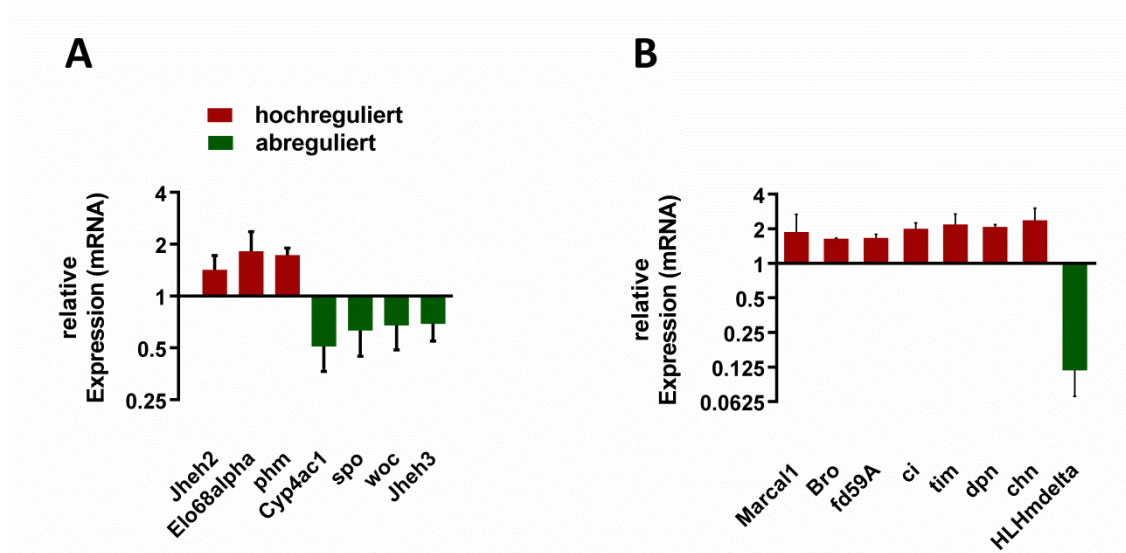 A
B
hochreguliert
abreguliert
relative
Expression (mRNA)
4
2
1
0.5
0.25
Jheh2
Elo68alpha
phm
Cyp4ac1
spo
woc
Jheh3
relative
Expression (mRNA)
4
2
1
0.5
0.25
0.125
0.0625
Marcal1
Bro
fd59A
ci
tim
dpn
chn
HLHmdelta